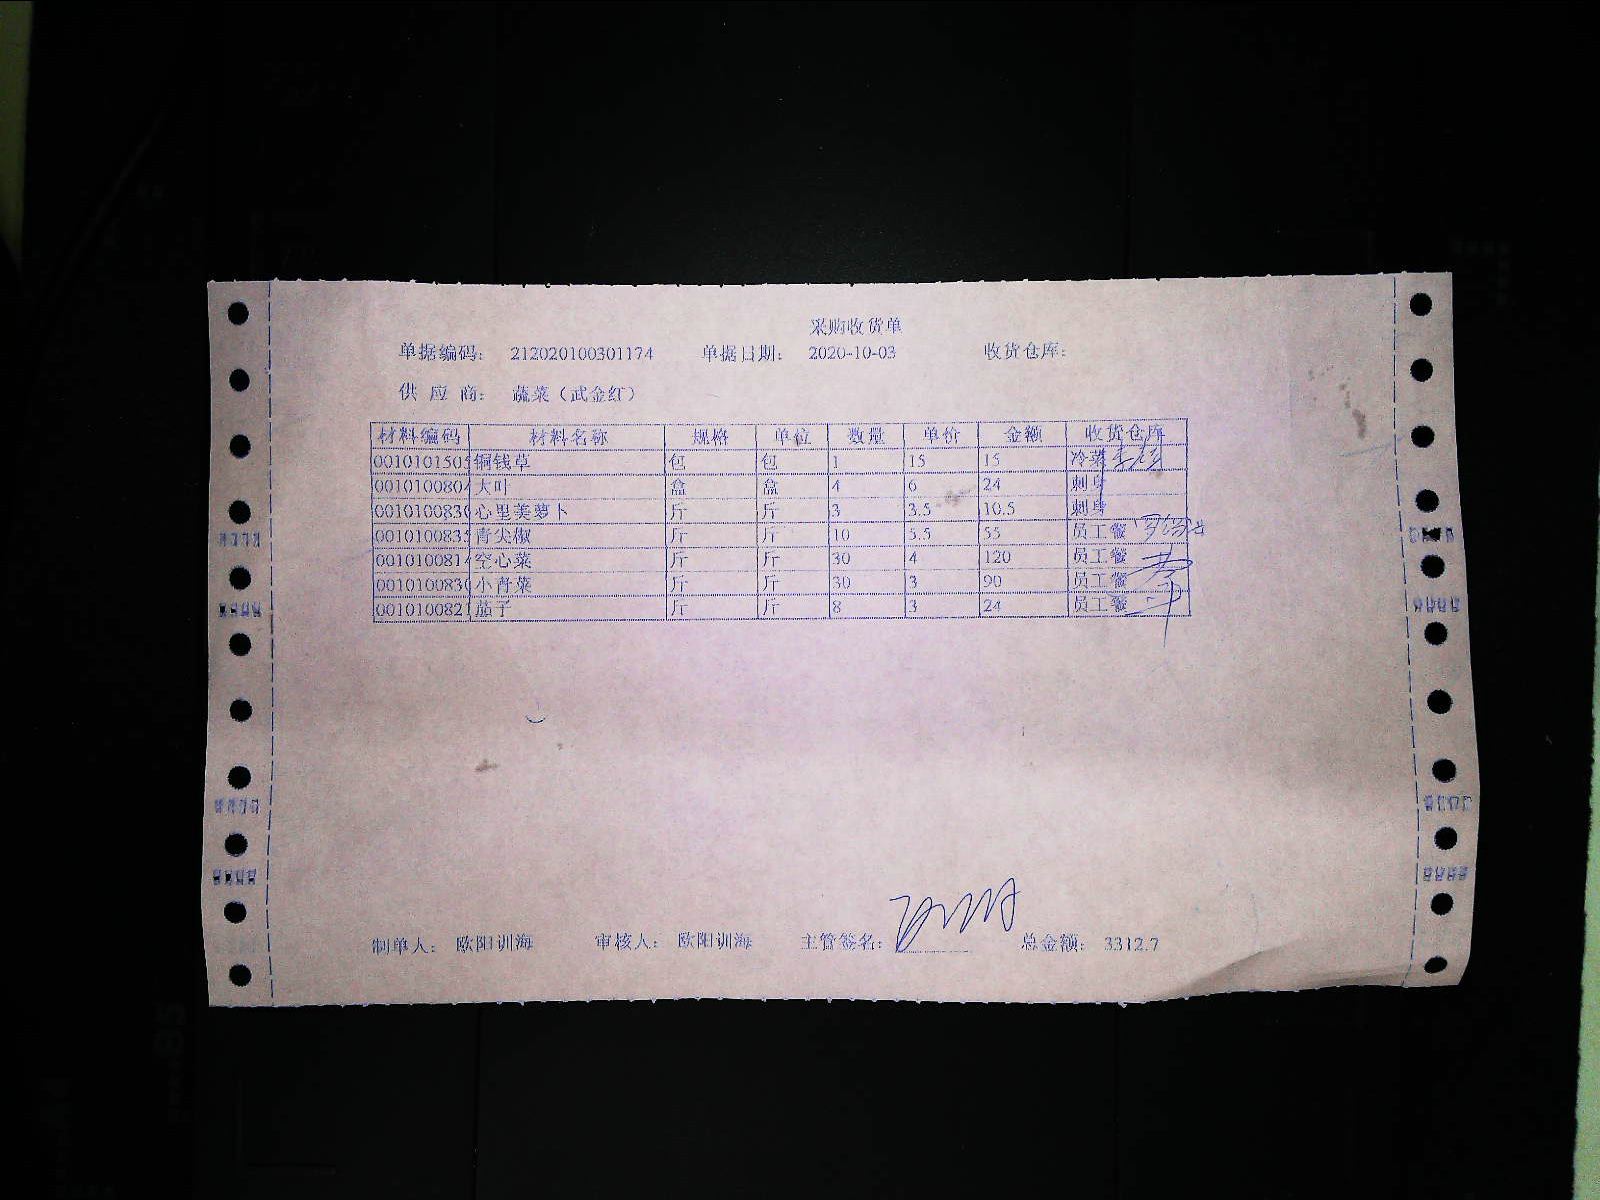 采购收货单
单据编码： 212020100301174 单据日期： 2020-10-03 收货仓库：
供 应 商： 蔬菜（武金红）
材料编码 材料名称 规格 单位 数量 单价 金额 收货仓库
0010101505 铜钱草 包 包 1 15 15 冷菜
0010100804 大叶 盒 盒 4 6 24 刺身
001010083 心里美萝卜 斤 斤 3 3.5 10.5 刺身
0010100835 青尖椒 斤 斤 10 5.5 55 员工餐
0010100814 空心菜 斤 斤 30 4 120 员工餐
001010083 小青菜 斤 斤 30 3 90 员工餐
001010082 茄子 斤 斤 8 3 24 员工餐
制单人： 欧阳训海 审核人： 欧阳训海 主管签名： 总金额： 3312.7